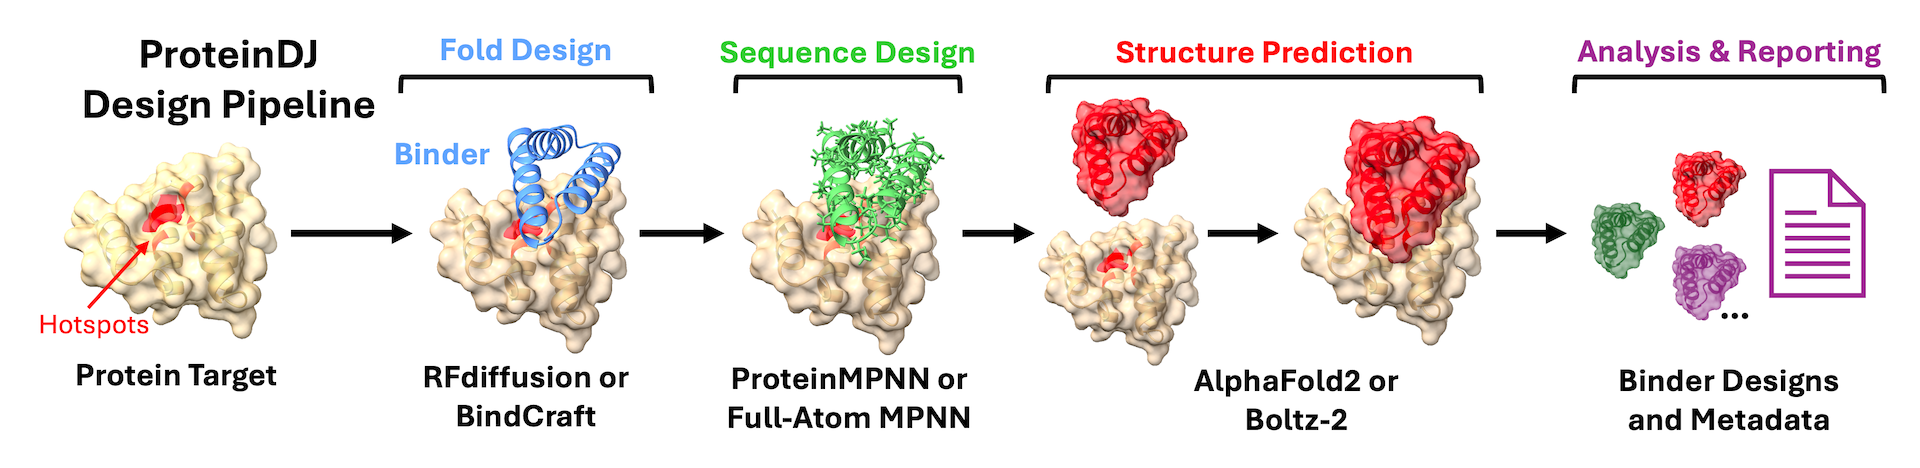 ProteinDJ
Design Pipeline
Hotspots
Protein Target
Fold Design
Binder
RFdiffusion or
BindCraft
Sequence Design
ProteinMPNN or
Full-Atom MPNN
Structure Prediction
AlphaFold2 or
Boltz-2
Analysis & Reporting
...
Binder Designs
and Metadata